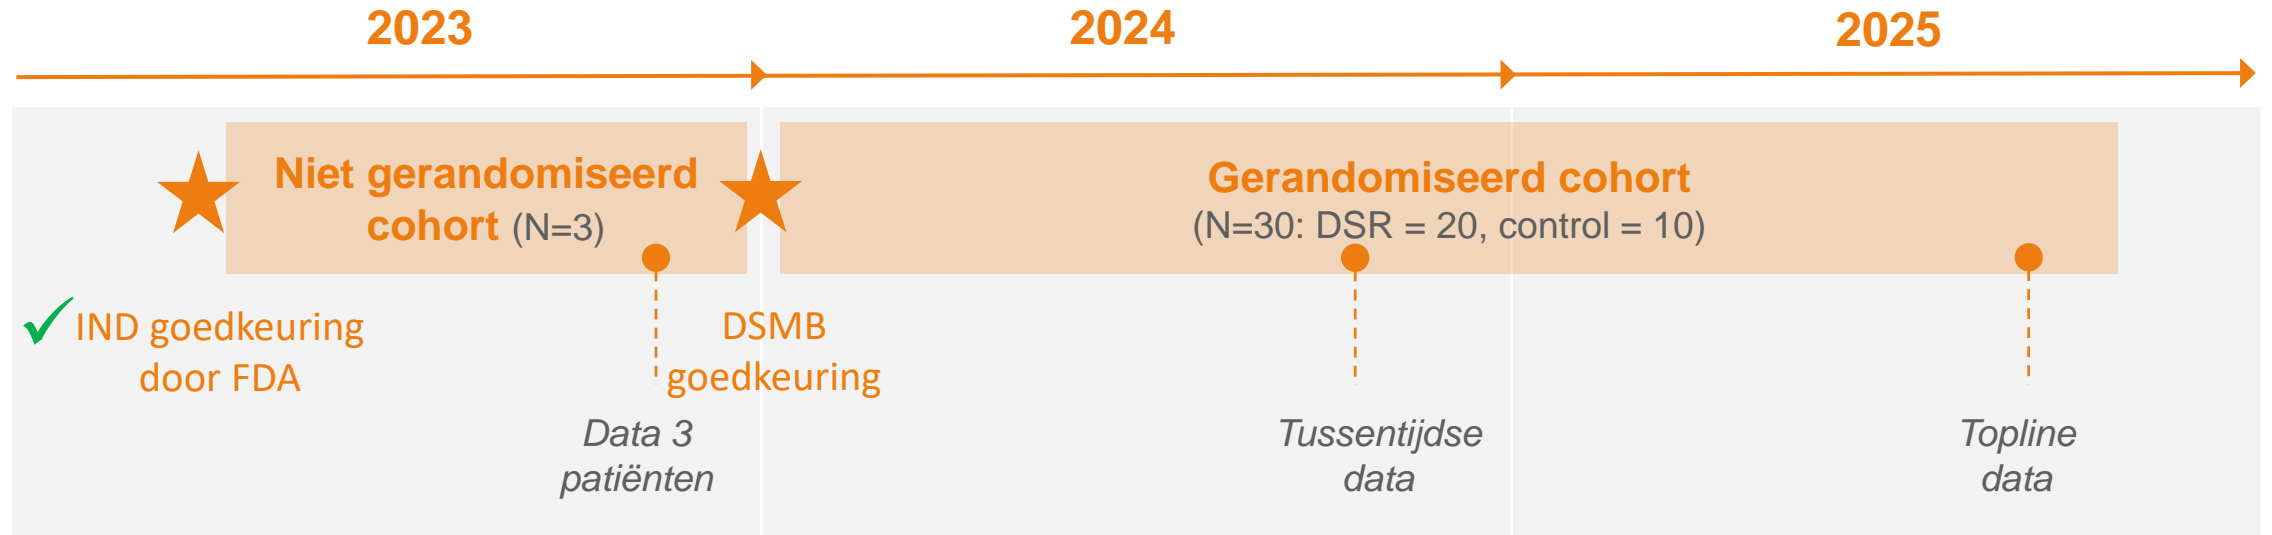 2023
2024
2025
Niet gerandomiseerd
cohort (N=3)
Gerandomiseerd cohort
(N=30: DSR = 20, control = 10)
IND goedkeuring
door FDA
DSMB
goedkeuring
Data 3
patiënten
Tussentijdse
data
Topline
data